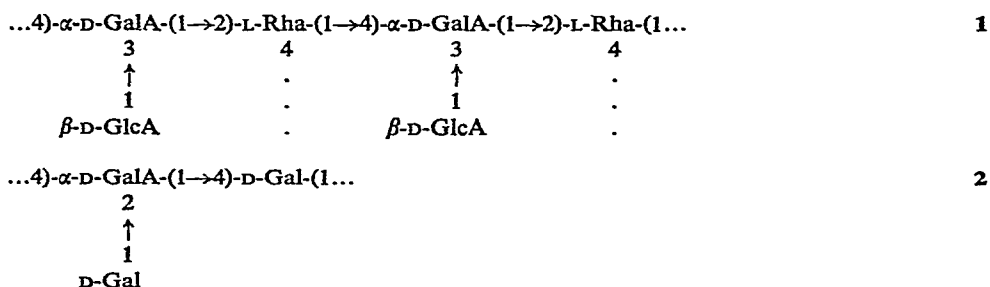 ...4)-α-D-GalA-(1→2)-L-Rha-(1→4)-α-D-GalA-(1→2)-L-Rha-(1... 1
3 4 3 4
↑ . ↑ .
1 . 1 .
β-D-GlcA . β-D-GlcA .
...4)-α-D-GalA-(1→4)-D-Gal-(1... 2
2
↑
1
D-Gal